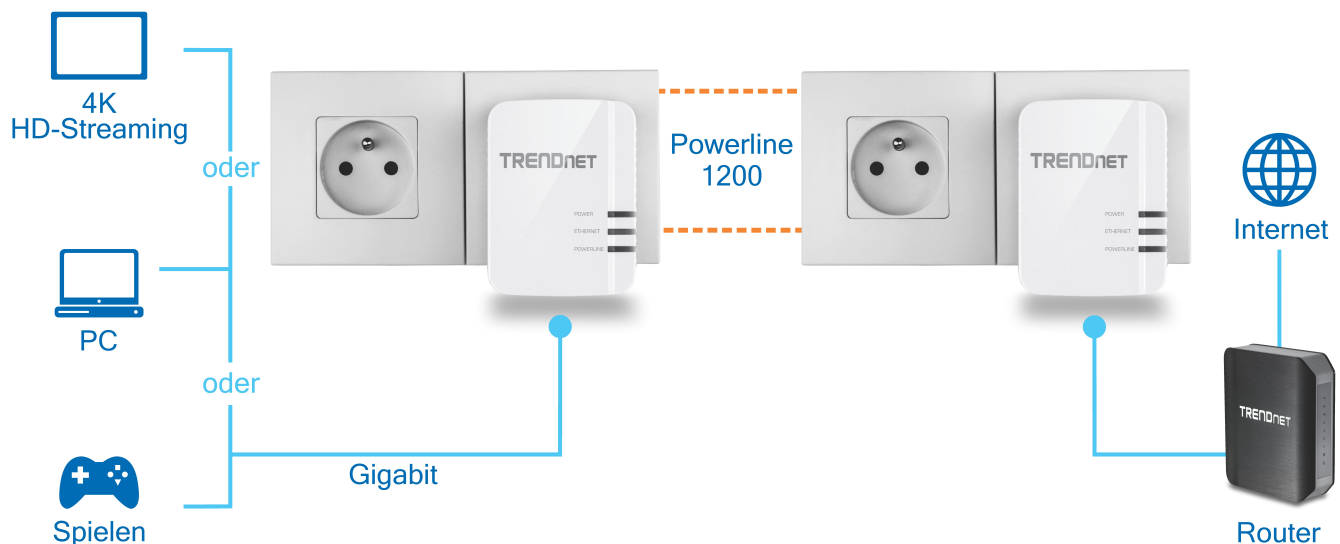 4K
HD-Streaming
oder
PC
oder
Spielen
Gigabit
TRENDNET
POWER
ETHERNET
POWERLINE
Powerline
1200
TRENDNET
POWER
ETHERNET
POWERLINE
Internet
TRENDNET
Router